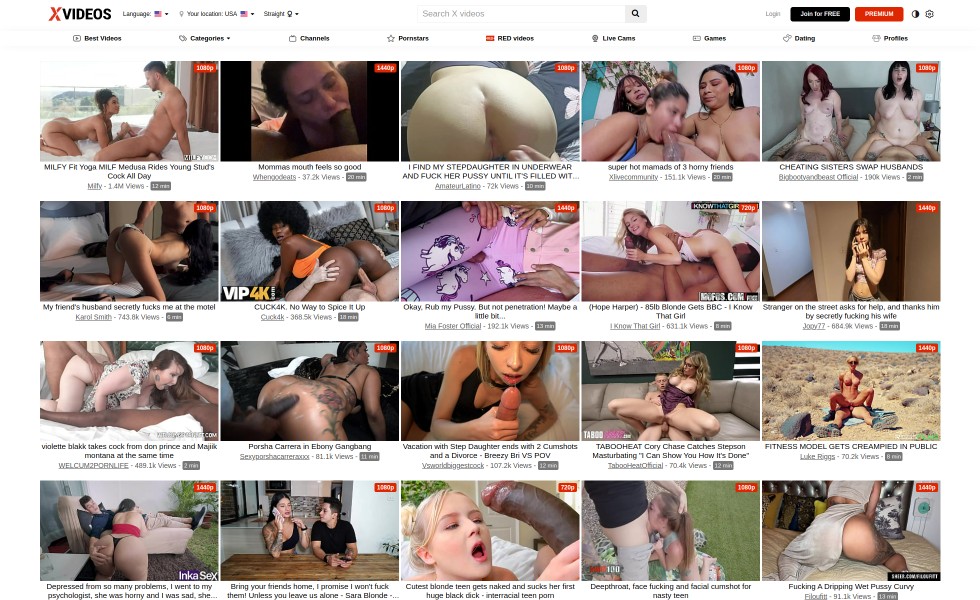 XVIDEOS
Language:
Your location: USA
Straight
Search X videos
Login
Join for FREE
PREMIUM
Best Videos
Categories
Channels
Pornstars
RED videos
Live Cams
Games
Dating
Profiles
1080p
1440p
1080p
1080p
1080p
MILFY Fit Yoga MILF Medusa Rides Young Stud's
Cock All Day
Milfy - 1.4M Views - 12 min
Mommas mouth feels so good
Whengodeats - 37.2k Views - 20 min
I FIND MY STEPDAUGHTER IN UNDERWEAR
AND FUCK HER PUSSY UNTIL IT'S FILLED WIT...
AmateurLatino - 72k Views - 10 min
super hot mamads of 3 horny friends
Xlivecommunity - 151.1k Views - 20 min
CHEATING SISTERS SWAP HUSBANDS
Bigbootyandbeast Official - 190k Views - 2 min
1080p
1080p
VIP4K.com
1440p
KNOWTHATGIRL
720p
MOFOS.COM
1440p
My friend's husband secretly fucks me at the motel
Karol Smith - 743.8k Views - 6 min
CUCK4K. No Way to Spice It Up
Cuck4k - 368.5k Views - 18 min
Okay, Rub my Pussy. But not penetration! Maybe a
little bit...
Mia Foster Official - 192.1k Views - 13 min
(Hope Harper) - 85lb Blonde Gets BBC - I Know
That Girl
I Know That Girl - 631.1k Views - 8 min
Stranger on the street asks for help, and thanks him
by secretly fucking his wife
Jopy77 - 684.9k Views - 18 min
1080p
1080p
1080p
1080p
TABOO
1440p
violette blakk takes cock from don prince and Majiik
montana at the same time
WELCUM2PORNLIFE - 489.1k Views - 2 min
Porsha Carrera in Ebony Gangbang
Sexyporshacarreraxxx - 81.1k Views - 11 min
Vacation with Step Daughter ends with 2 Cumshots
and a Divorce - Breezy Bri VS POV
Vsworldbiggestcock - 107.2k Views - 12 min
TABOOHEAT Cory Chase Catches Stepson
Masturbating "I Can Show You How It's Done"
TabooHeatOfficial - 70.4k Views - 12 min
FITNESS MODEL GETS CREAMPIED IN PUBLIC
Luke Riggs - 70.2k Views - 8 min
1440p
InkaSex
1080p
720p
1080p
1440p
SHEER.COM/FILOUFITT
Depressed from so many problems, I went to my
psychologist, she was horny and I was sad, she...
Bring your friends home, I promise I won't fuck
them! Unless you leave us alone - Sara Blonde -...
Cutest blonde teen gets naked and sucks her first
huge black dick - interracial teen porn
Deepthroat, face fucking and facial cumshot for
nasty teen
Fucking A Dripping Wet Pussy Curvy
Filoufitt - 91.1k Views - 13 min